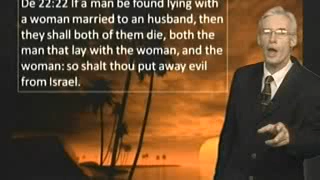 De 22:22 If a man be found lying with
a woman married to an husband, then
they shall both of them die, both the
man that lay with the woman, and the
woman: so shalt thou put away evil
from Israel.